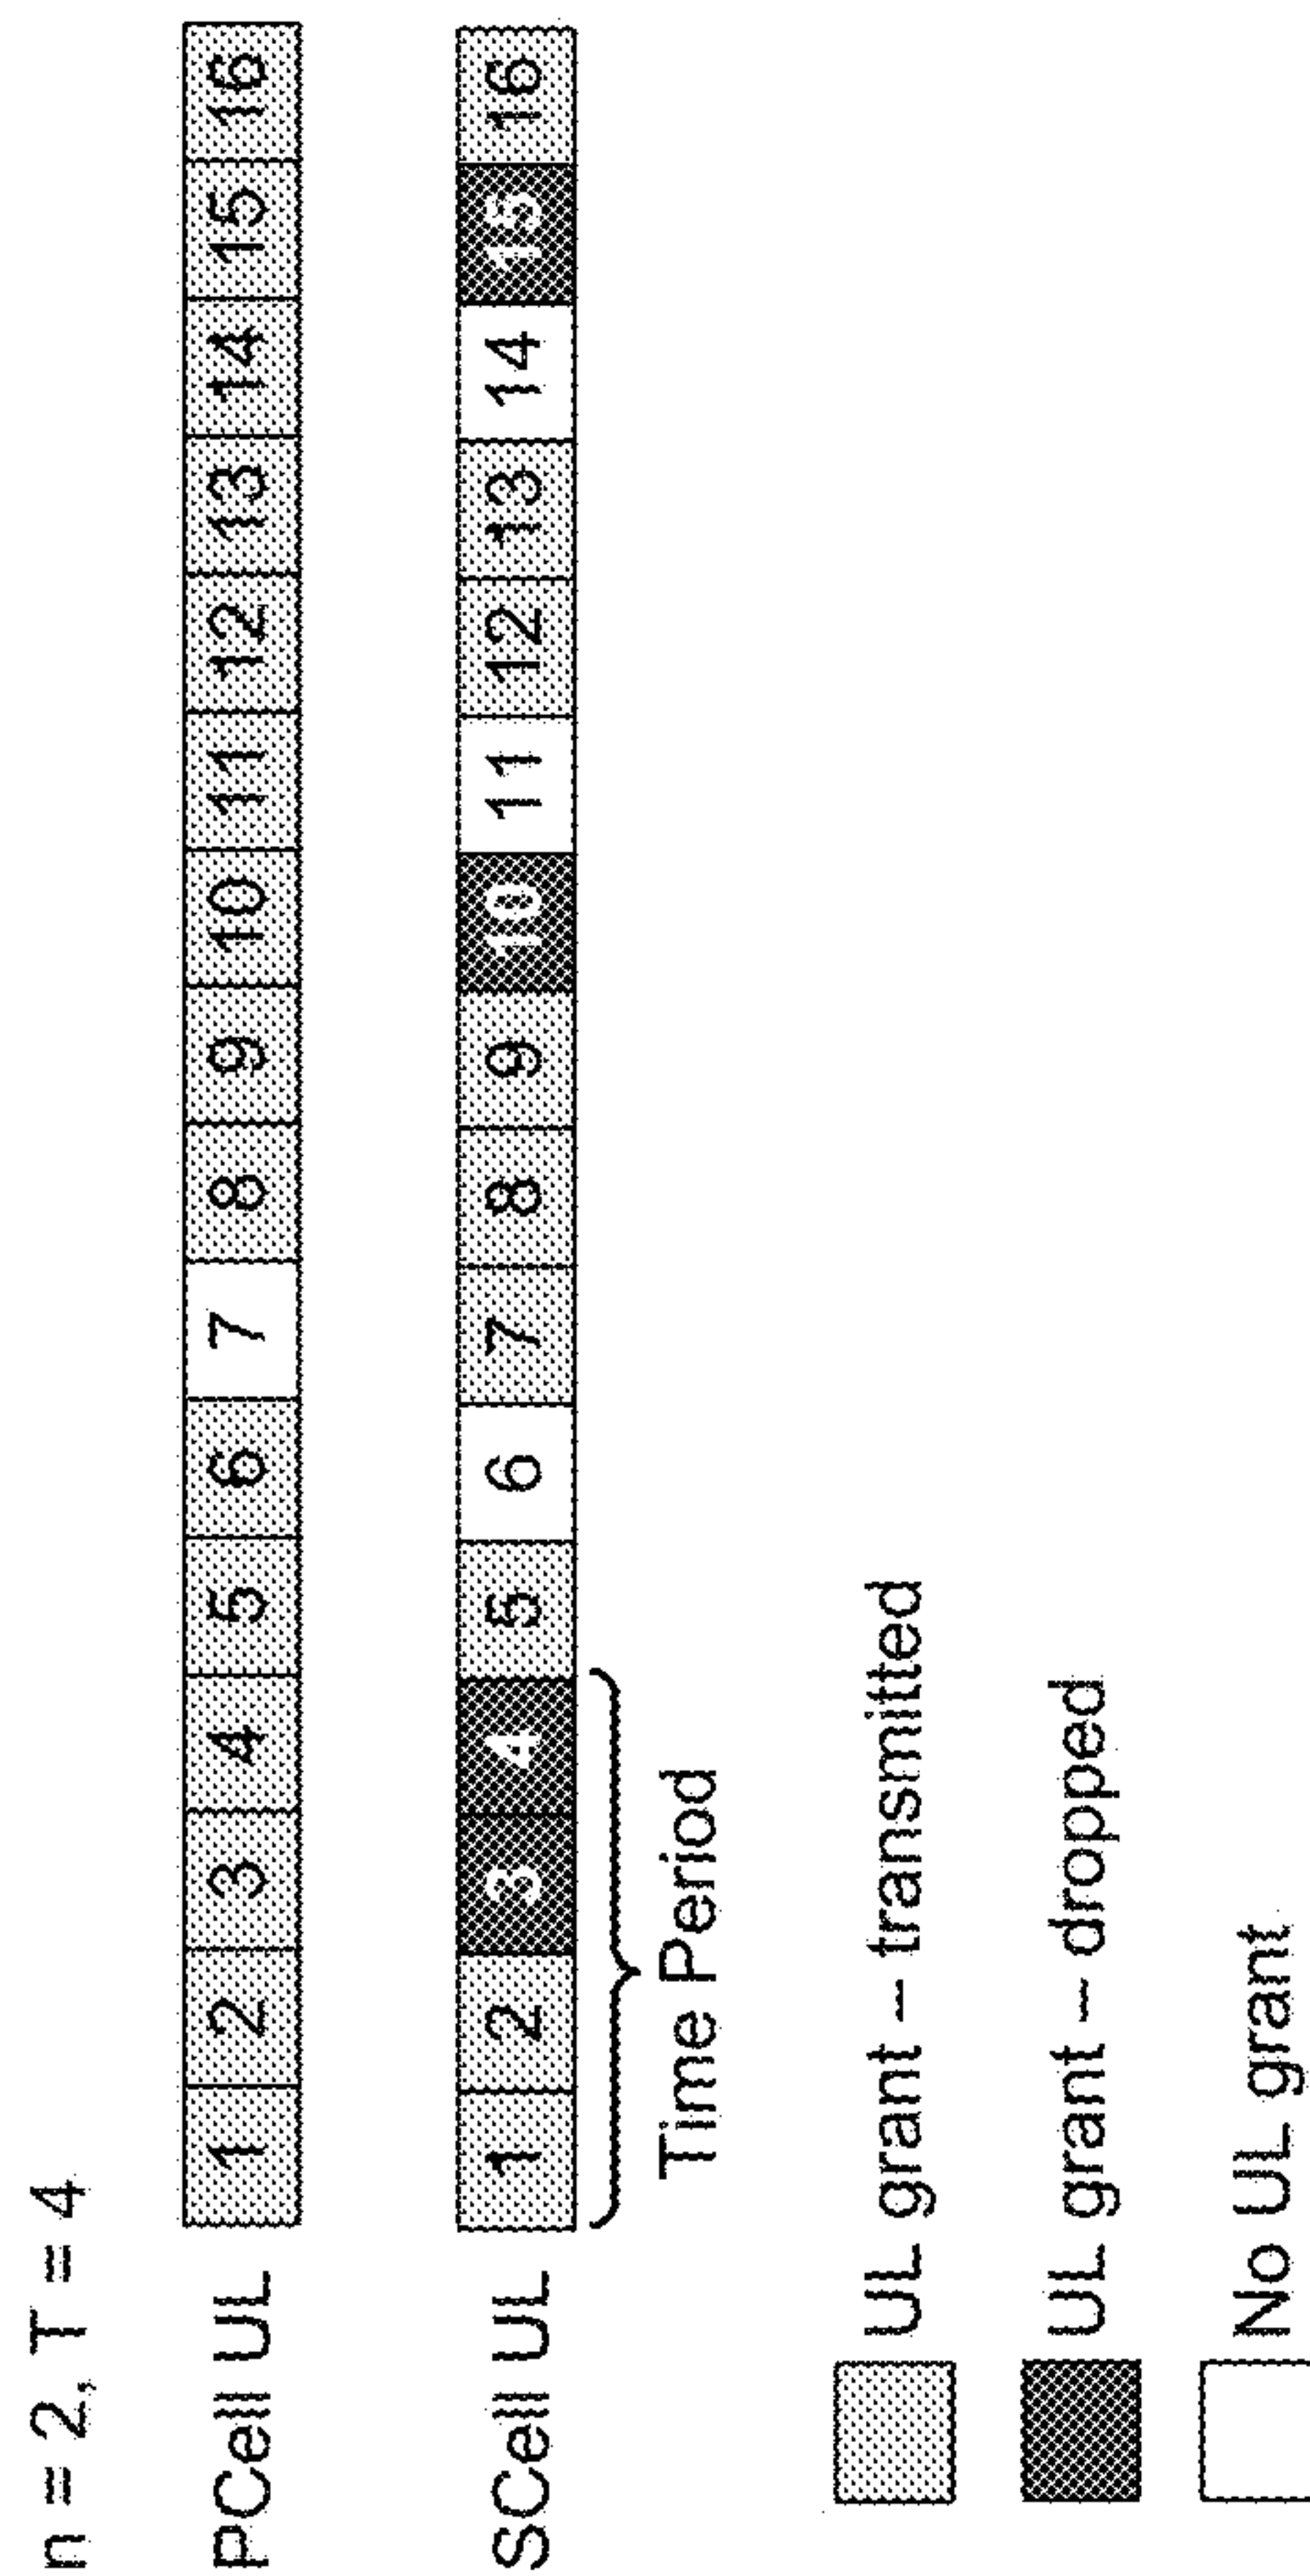 n = 2, T = 4
PCell UL 1 2 3 4 5 6 7 8 9 10 11 12 13 14 15 16
SCell UL 1 2 3 4 5 6 7 8 9 10 11 12 13 14 15 16
Time Period
UL grant – transmitted
UL grant – dropped
No UL grant